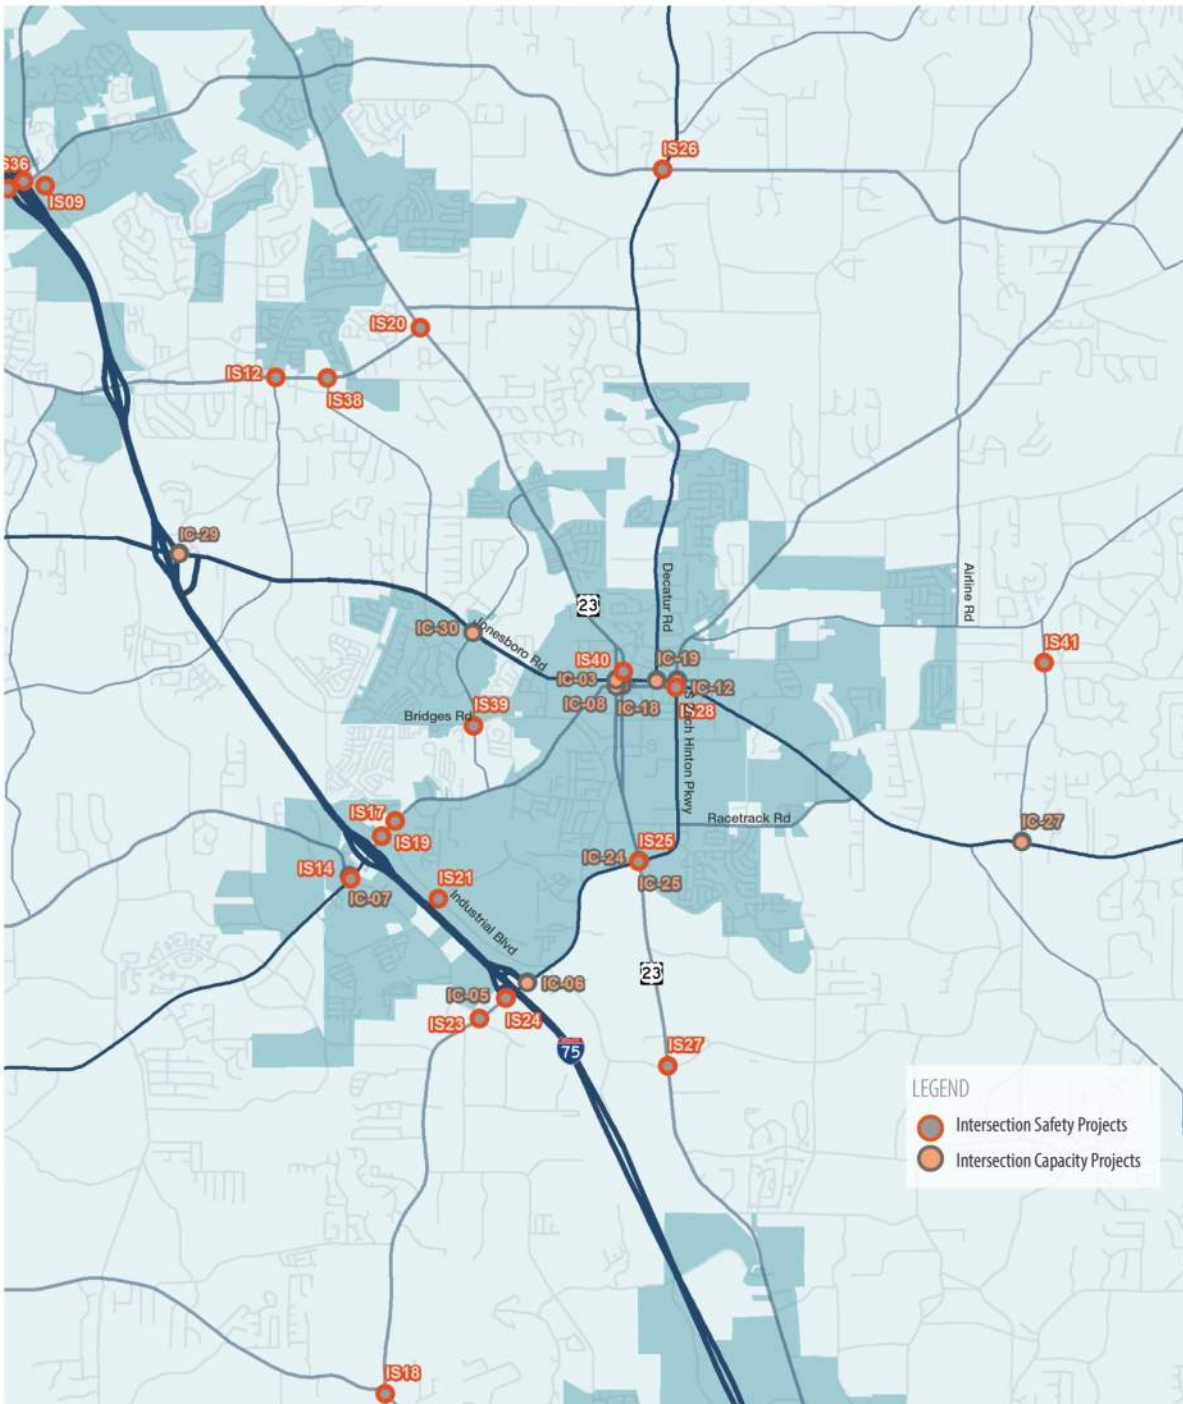 IS26
S36
IS09
IS20
IS12
IS38
IC-29
Decatur Rd
Airline Rd
23
IC-30
Jonesboro Rd
IS41
IS40
IC-19
IC-03
IC-12
IC-08
IC-18
IS28
IS39
Bridges Rd
Hinton Pkwy
Racetrack Rd
IS17
IS19
IC-27
IS25
IC-24
IC-25
IS14
IC-07
IS21
Industrial Blvd
23
IC-06
IC-05
IS24
IS23
75
IS27
LEGEND
Intersection Safety Projects
Intersection Capacity Projects
IS18